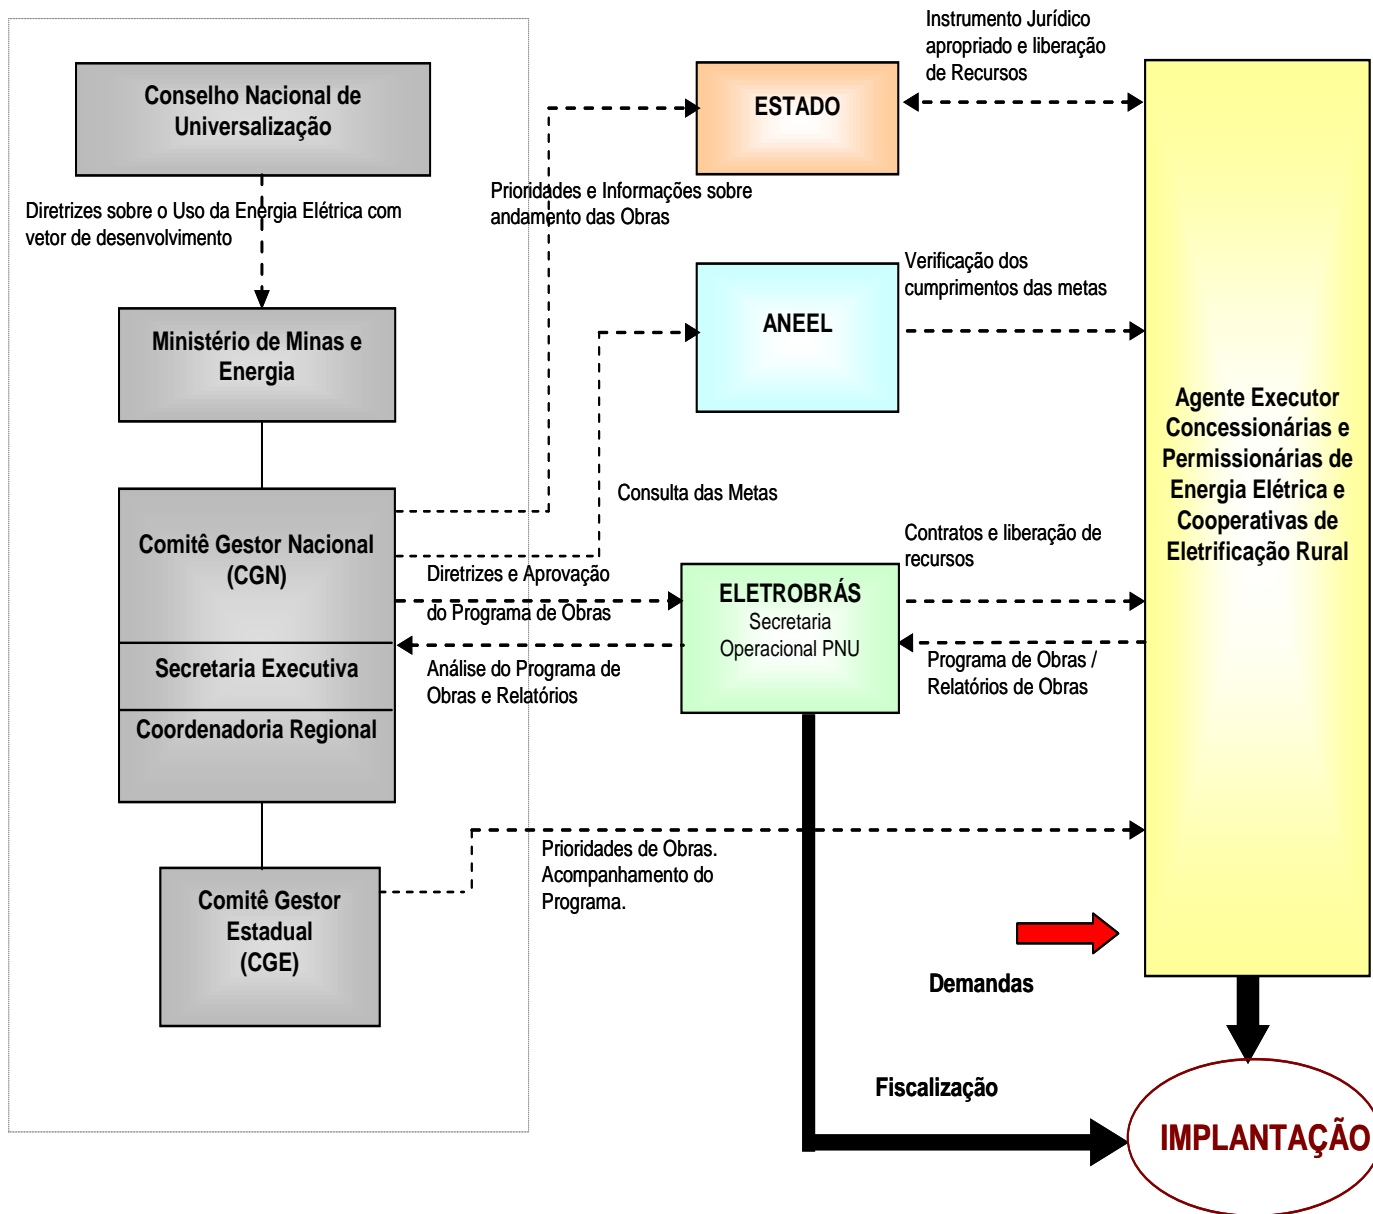 Instrumento Jurídico
apropriado e liberação
de Recursos
Conselho Nacional de
Universalização
ESTADO
Prioridades e Informações sobre
andamento das Obras
Diretrizes sobre o Uso da Energia Elétrica com
vetor de desenvolvimento
Verificação dos
cumprimentos das metas
Ministério de Minas e
Energia
ANEEL
Agente Executor
Concessionárias e
Permissionárias de
Energia Elétrica e
Cooperativas de
Eletrificação Rural
Consulta das Metas
Comitê Gestor Nacional
(CGN)
Diretrizes e Aprovação
do Programa de Obras
Contratos e liberação de
recursos
ELETROBRÁS
Secretaria
Operacional PNU
Secretaria Executiva
Análise do Programa de
Obras e Relatórios
Programa de Obras /
Relatórios de Obras
Coordenadoria Regional
Prioridades de Obras.
Acompanhamento do
Programa.
Comitê Gestor
Estadual
(CGE)
Demandas
Fiscalização
IMPLANTAÇÃO